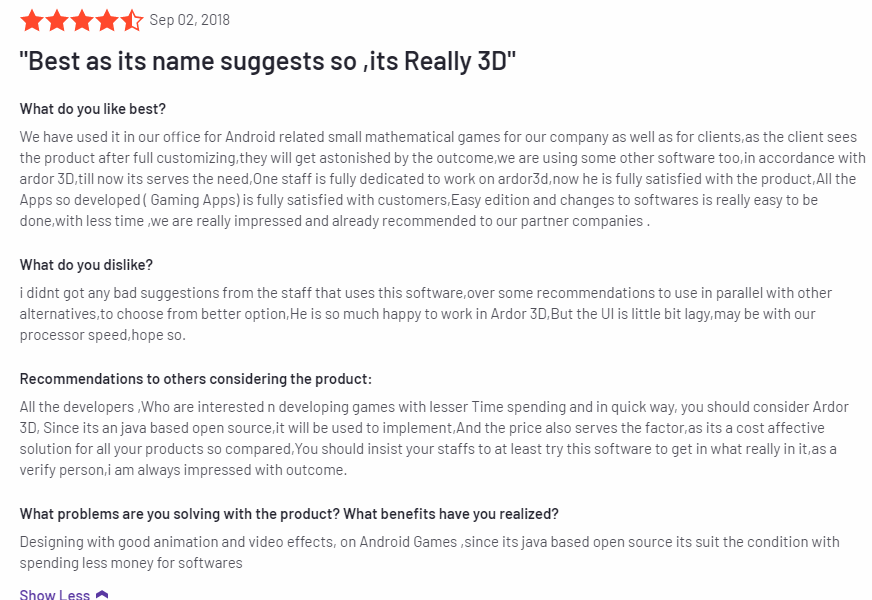 Sep 02, 2018
"Best as its name suggests so ,its Really 3D"
What do you like best?
We have used it in our office for Android related small mathematical games for our company as well as for clients,as the client sees
the product after full customizing,they will get astonished by the outcome,we are using some other software too,in accordance with
ardor 3D,till now its serves the need,One staff is fully dedicated to work on ardor3d,now he is fully satisfied with the product,All the
Apps so developed ( Gaming Apps) is fully satisfied with customers,Easy edition and changes to softwares is really easy to be
done,with less time ,we are really impressed and already recommended to our partner companies .
What do you dislike?
i didnt got any bad suggestions from the staff that uses this software,over some recommendations to use in parallel with other
alternatives,to choose from better option,He is so much happy to work in Ardor 3D,But the UI is little bit lagy,may be with our
processor speed,hope so.
Recommendations to others considering the product:
All the developers ,Who are interested n developing games with lesser Time spending and in quick way, you should consider Ardor
3D, Since its an java based open source,it will be used to implement,And the price also serves the factor,as its a cost affective
solution for all your products so compared,You should insist your staffs to at least try this software to get in what really in it,as a
verify person,i am always impressed with outcome.
What problems are you solving with the product? What benefits have you realized?
Designing with good animation and video effects, on Android Games ,since its java based open source its suit the condition with
spending less money for softwares
Show Less